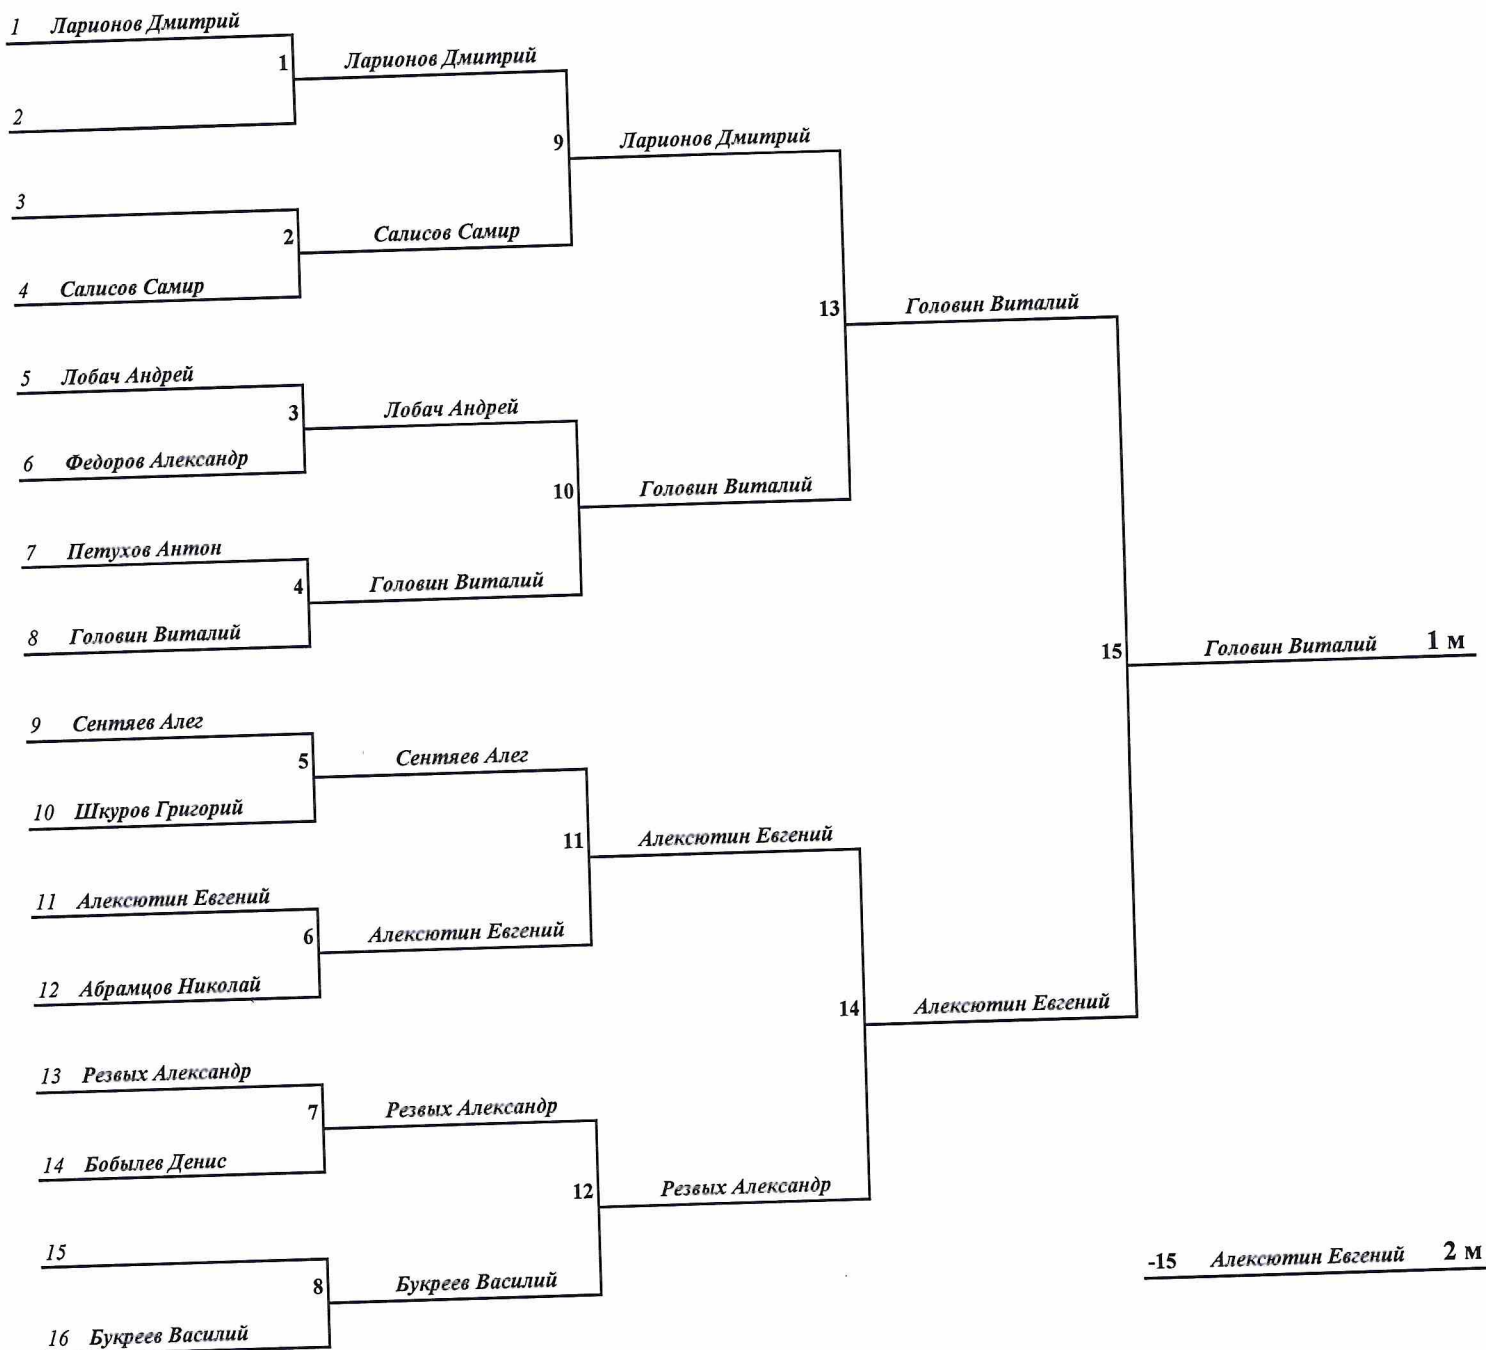 1 Ларионов Дмитрий
1 Ларионов Дмитрий
2
9 Ларионов Дмитрий
3
2 Салисов Самир
4 Салисов Самир
13 Головин Виталий
5 Лобач Андрей
3 Лобач Андрей
6 Федоров Александр
10 Головин Виталий
7 Петухов Антон
4 Головин Виталий
8 Головин Виталий
15 Головин Виталий 1 м
9 Сентяев Алег
5 Сентяев Алег
10 Шкуров Григорий
11 Алексютин Евгений
11 Алексютин Евгений
6 Алексютин Евгений
12 Абрамцов Николай
14 Алексютин Евгений
13 Резвых Александр
7 Резвых Александр
14 Бобылев Денис
12 Резвых Александр
15
-15 Алексютин Евгений 2 м
8 Букреев Василий
16 Букреев Василий